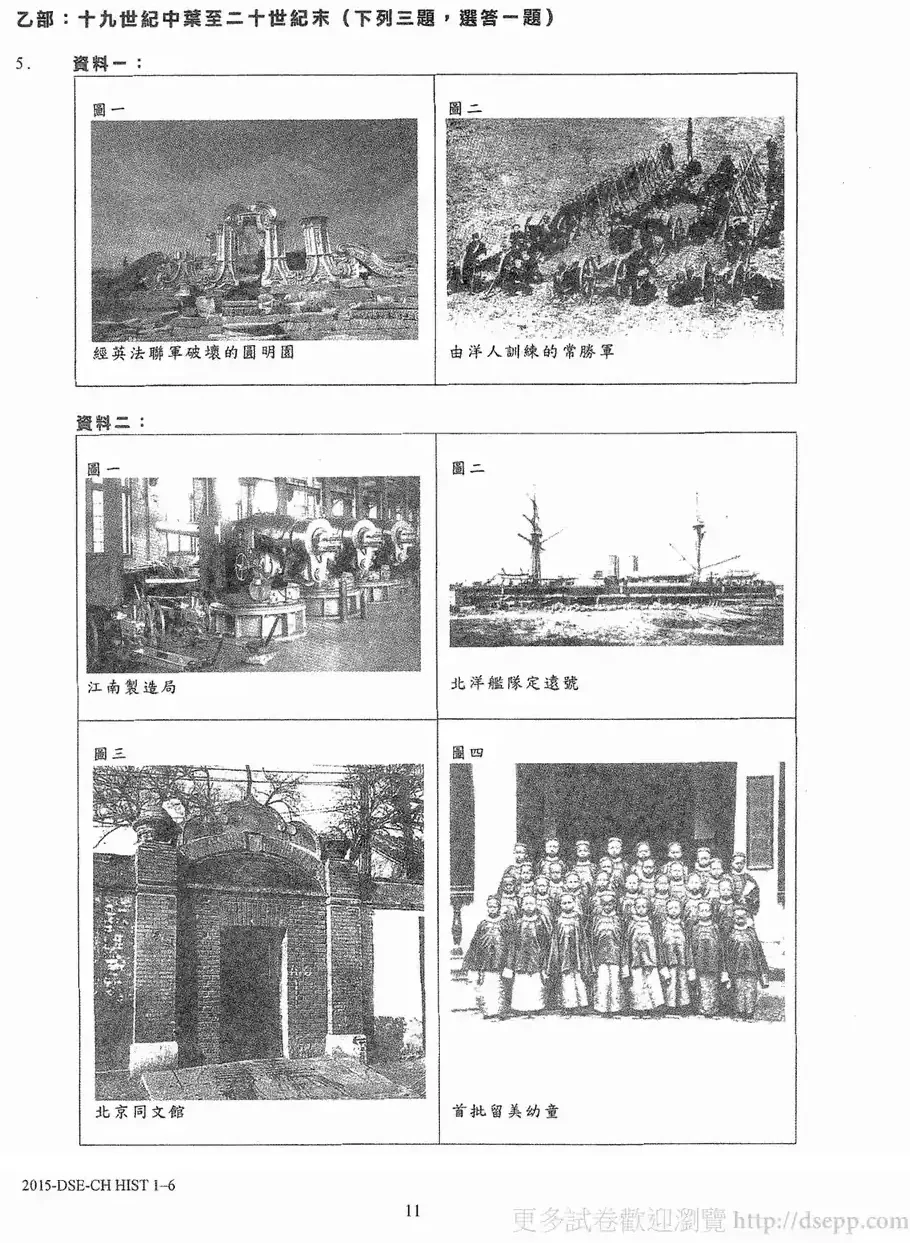 乙部：十九世紀中葉至二十世紀末（下列三題，選答一題）
5. 資料一：
圖一
圖二
經英法聯軍破壞的圓明園
由洋人訓練的常勝軍
資料二：
圖一
圖二
江南製造局
北洋艦隊定遠號
圖三
圖四
北京同文館
首批留美幼童
2015-DSE-CH HIST 1–6
11
更多試卷歡迎瀏覽 http://dsepp.com